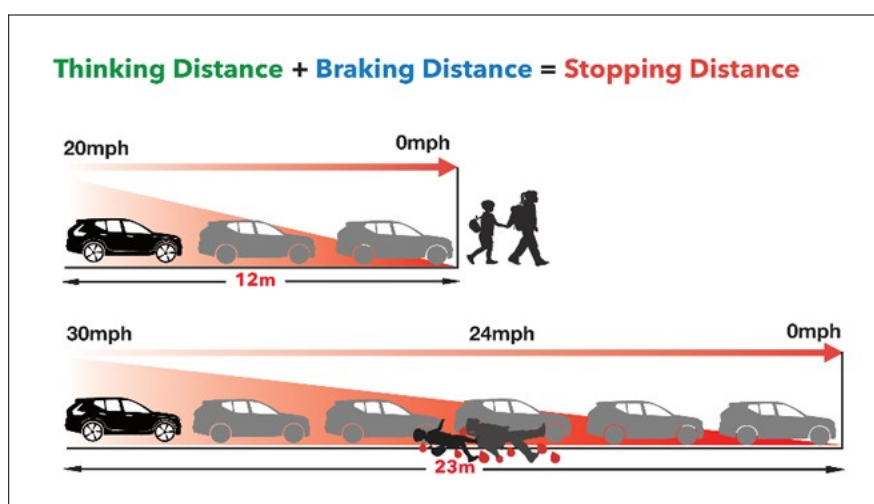 Thinking Distance + Braking Distance = Stopping Distance
20mph 0mph
12m
30mph 24mph 0mph
23m